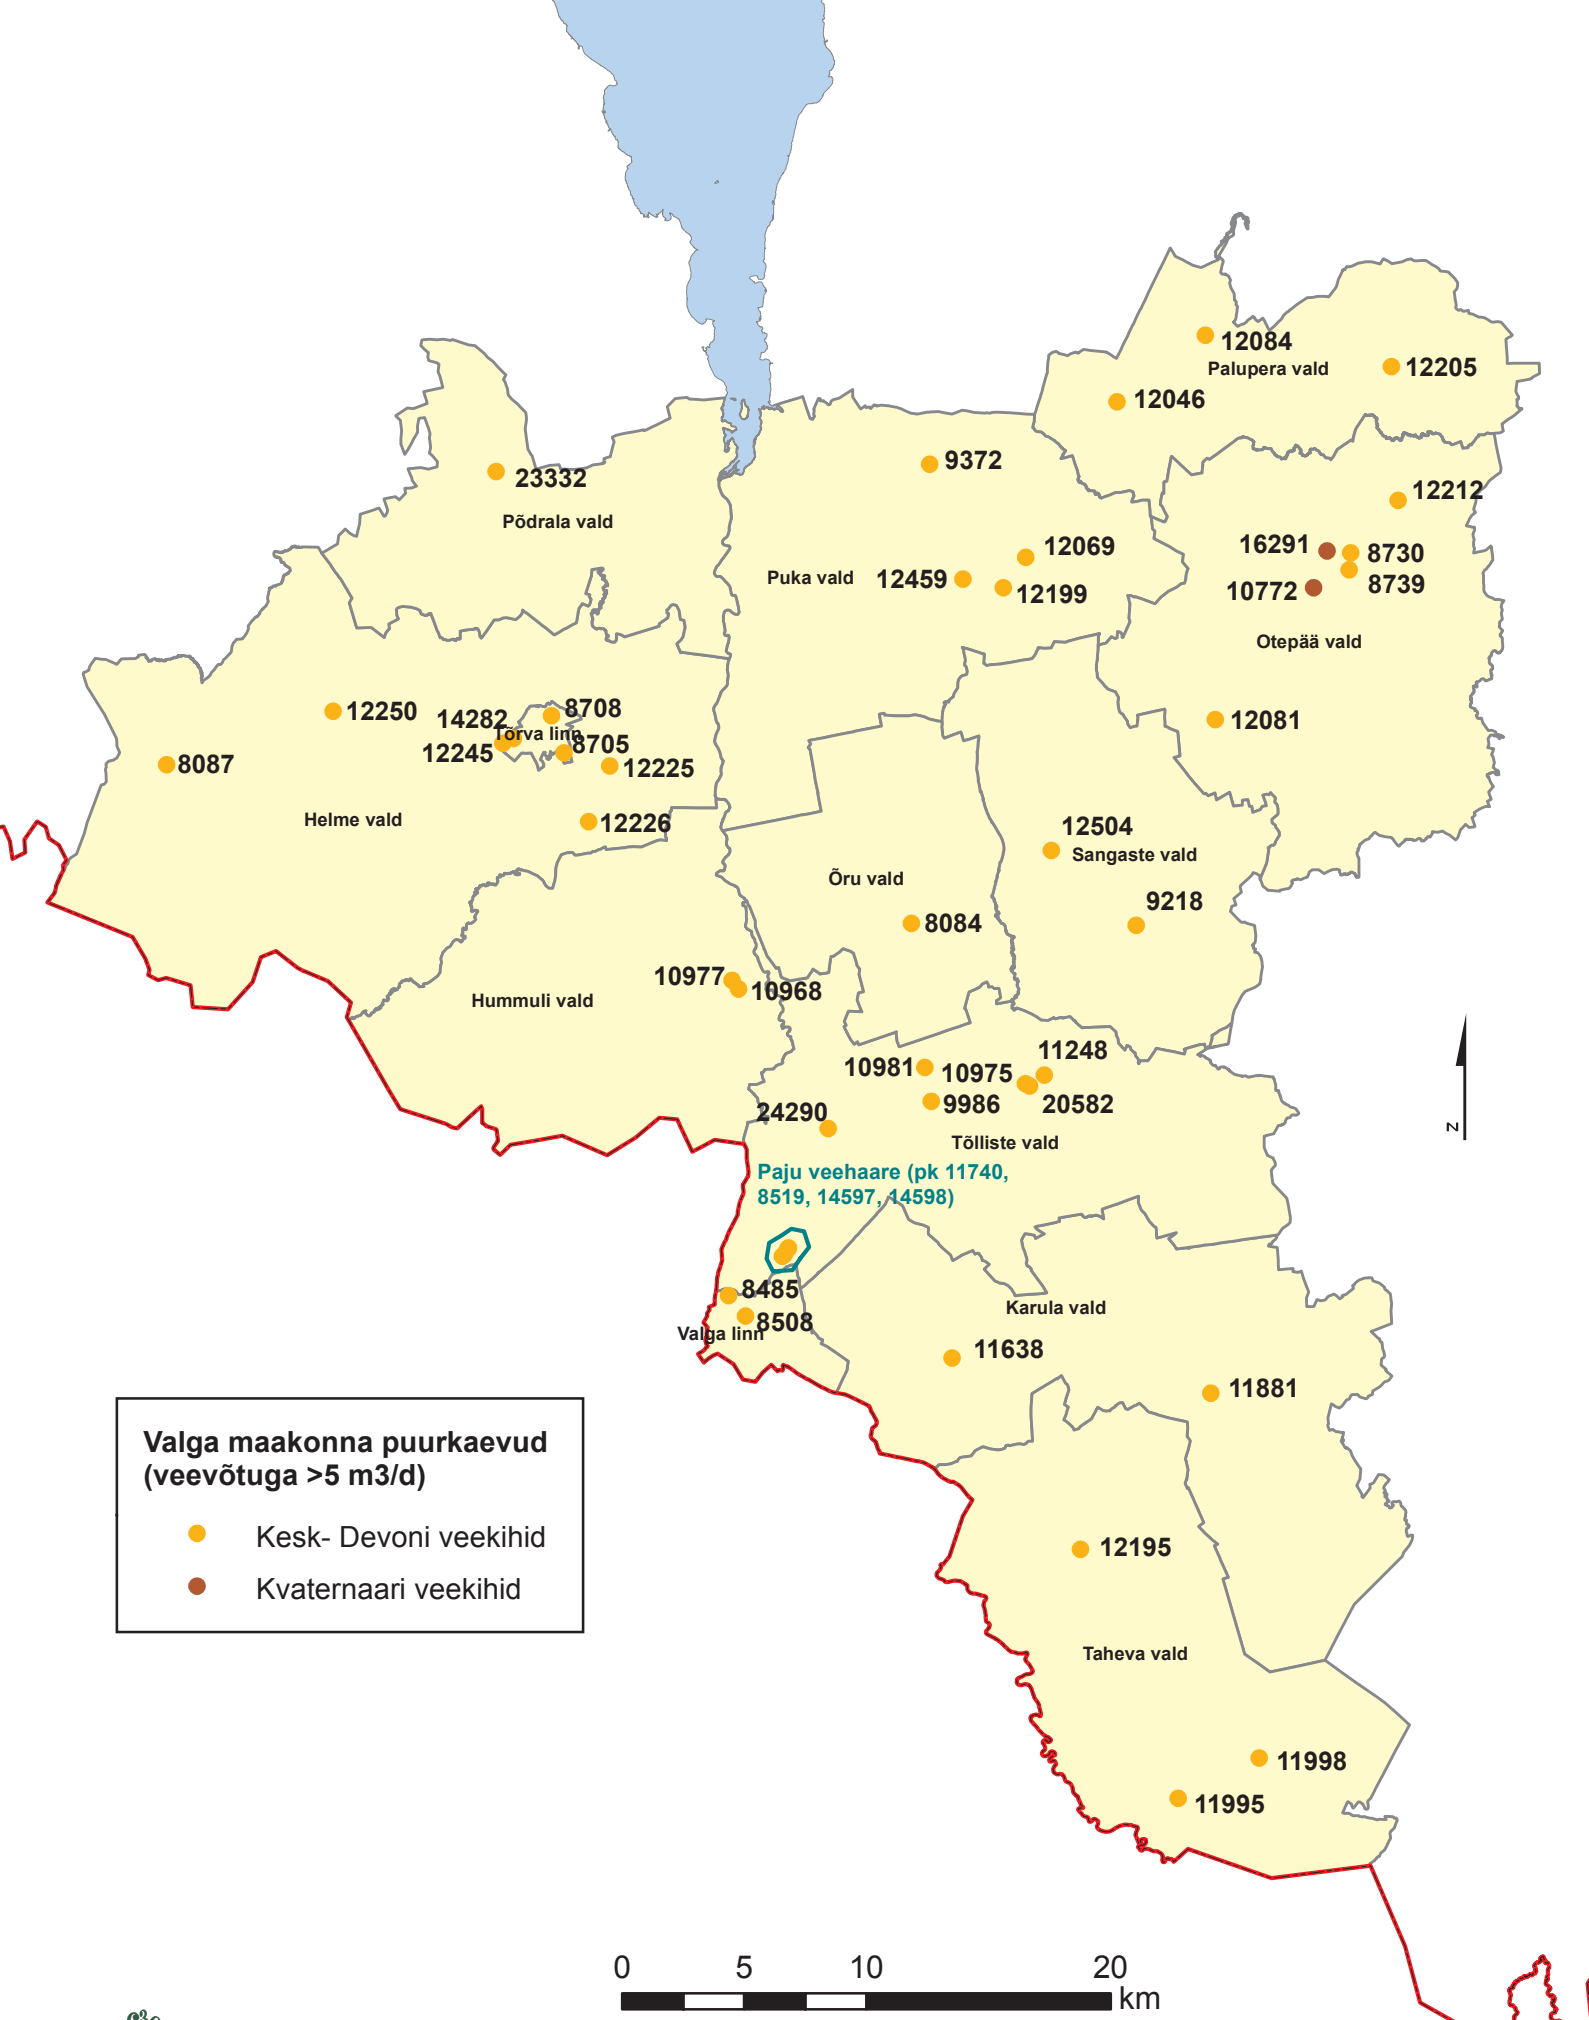 12084
Palupera vald
12205
12046
9372
23332
12212
Põdrala vald
12069
16291
8730
Puka vald
12459
12199
10772
8739
Otepää vald
12250
14282
8708
12081
Tõrva linn
12245
8705
8087
12225
Helme vald
12226
12504
Sangaste vald
Õru vald
9218
8084
10977
10968
Hummuli vald
11248
10981
10975
9986
20582
24290
Tõlliste vald
Paju veehaare (pk 11740,
8519, 14597, 14598)
8485
Karula vald
8508
Valga linn
11638
11881
Valga maakonna puurkaevud
(veevõtuga >5 m3/d)
Kesk- Devoni veekihid
Kvaternaari veekihid
12195
Taheva vald
11998
11995
N
0 5 10 20
km